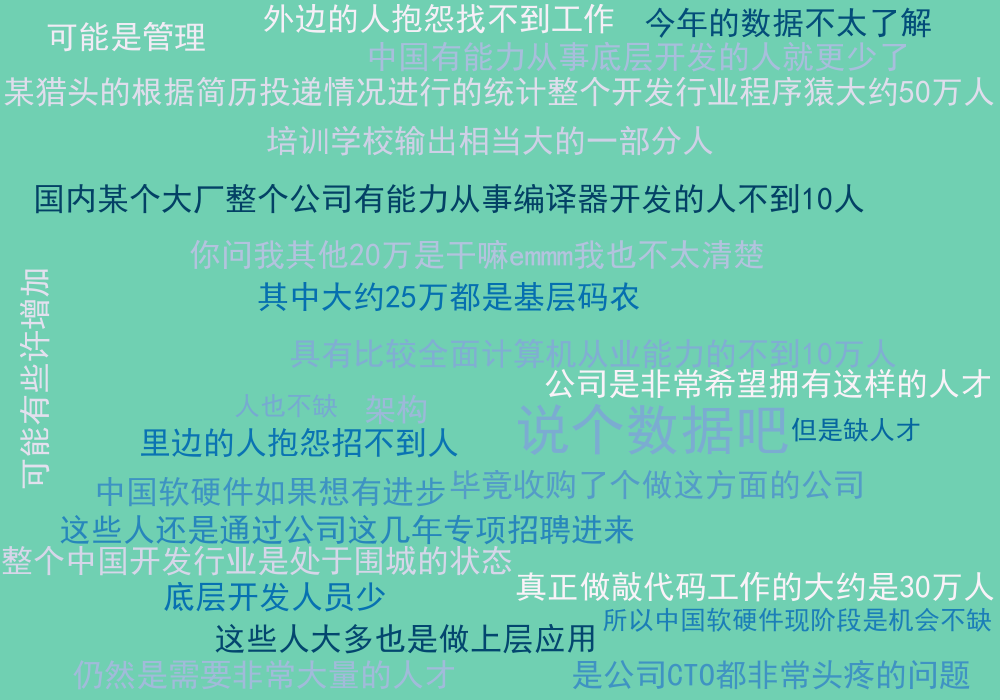 外边的人抱怨找不到工作
今年的数据不太了解
可能是管理
中国有能力从事底层开发的人就更少了
某猎头的根据简历投递情况进行的统计整个开发行业程序猿大约50万人
培训学校输出相当大的一部分人
国内某个大厂整个公司有能力从事编译器开发的人不到10人
你问我其他20万是干嘛emmm我也不太清楚
其中大约25万都是基层码农
可能有些许增加
具有比较全面计算机从业能力的不到10万人
公司是非常希望拥有这样的人才
人也不缺
架构
说个数据吧
但是缺人才
里边的人抱怨招不到人
中国软硬件如果想有进步
毕竟收购了个做这方面的公司
这些人还是通过公司这几年专项招聘进来
整个中国开发行业是处于围城的状态
真正做敲代码工作的大约是30万人
底层开发人员少
所以中国软硬件现阶段是机会不缺
这些人大多也是做上层应用
仍然是需要非常大量的人才
是公司CTO都非常头疼的问题